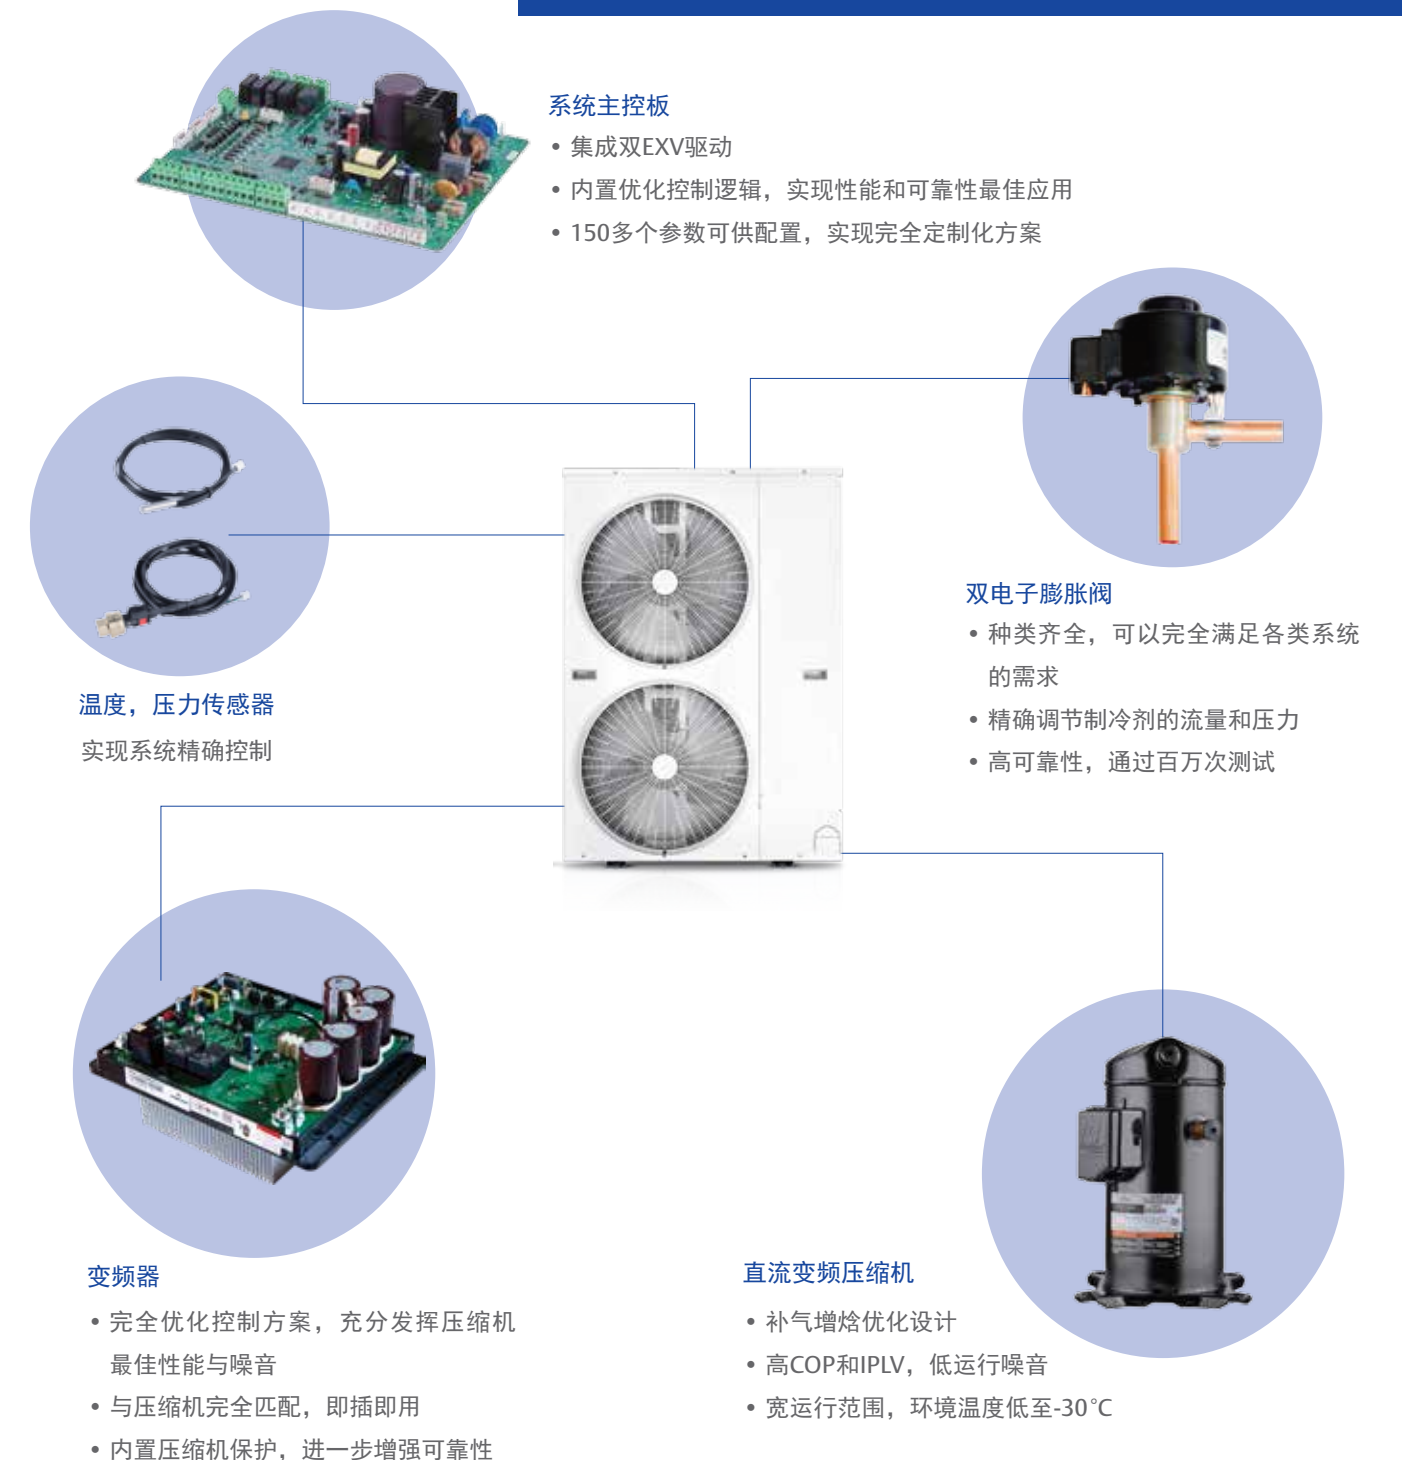 系统主控板
• 集成双EXV驱动
• 内置优化控制逻辑，实现性能和可靠性最佳应用
• 150多个参数可供配置，实现完全定制化方案
双电子膨胀阀
• 种类齐全，可以完全满足各类系统
的需求
• 精确调节制冷剂的流量和压力
• 高可靠性，通过百万次测试
温度，压力传感器
实现系统精确控制
变频器
• 完全优化控制方案，充分发挥压缩机
最佳性能与噪音
• 与压缩机完全匹配，即插即用
• 内置压缩机保护，进一步增强可靠性
直流变频压缩机
• 补气增焓优化设计
• 高COP和IPLV，低运行噪音
• 宽运行范围，环境温度低至-30°C